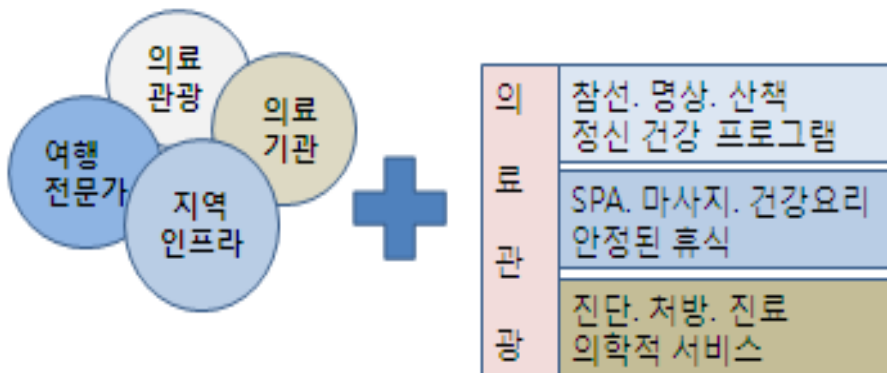 의료
관광
의료
기관
여행
전문가
지역
인프라
의
료
관
광
참선. 명상. 산책
정신 건강 프로그램
SPA. 마사지. 건강요리
안정된 휴식
진단. 처방. 진료
의학적 서비스